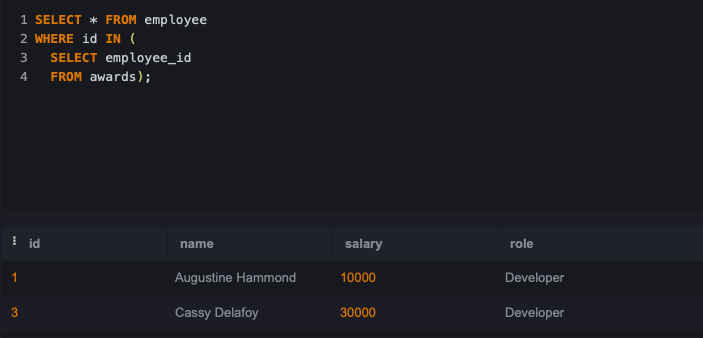 1 SELECT * FROM employee
2 WHERE id IN (
3   SELECT employee_id
4   FROM awards);
id name salary role
1 Augustine Hammond 10000 Developer
3 Cassy Delafoy 30000 Developer